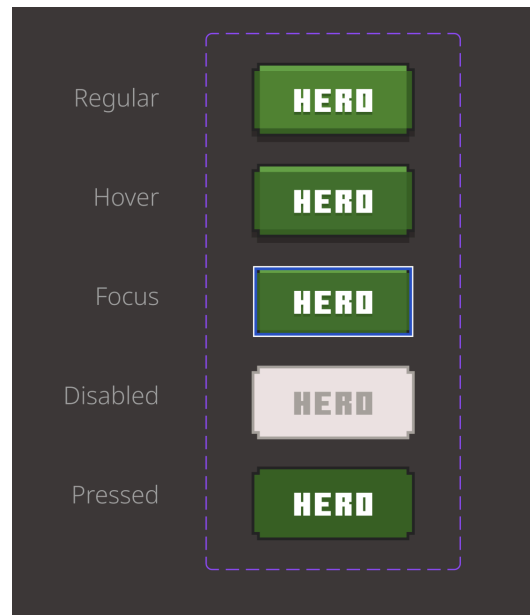 Regular
HERO
Hover
HERO
Focus
HERO
Disabled
HERO
Pressed
HERO